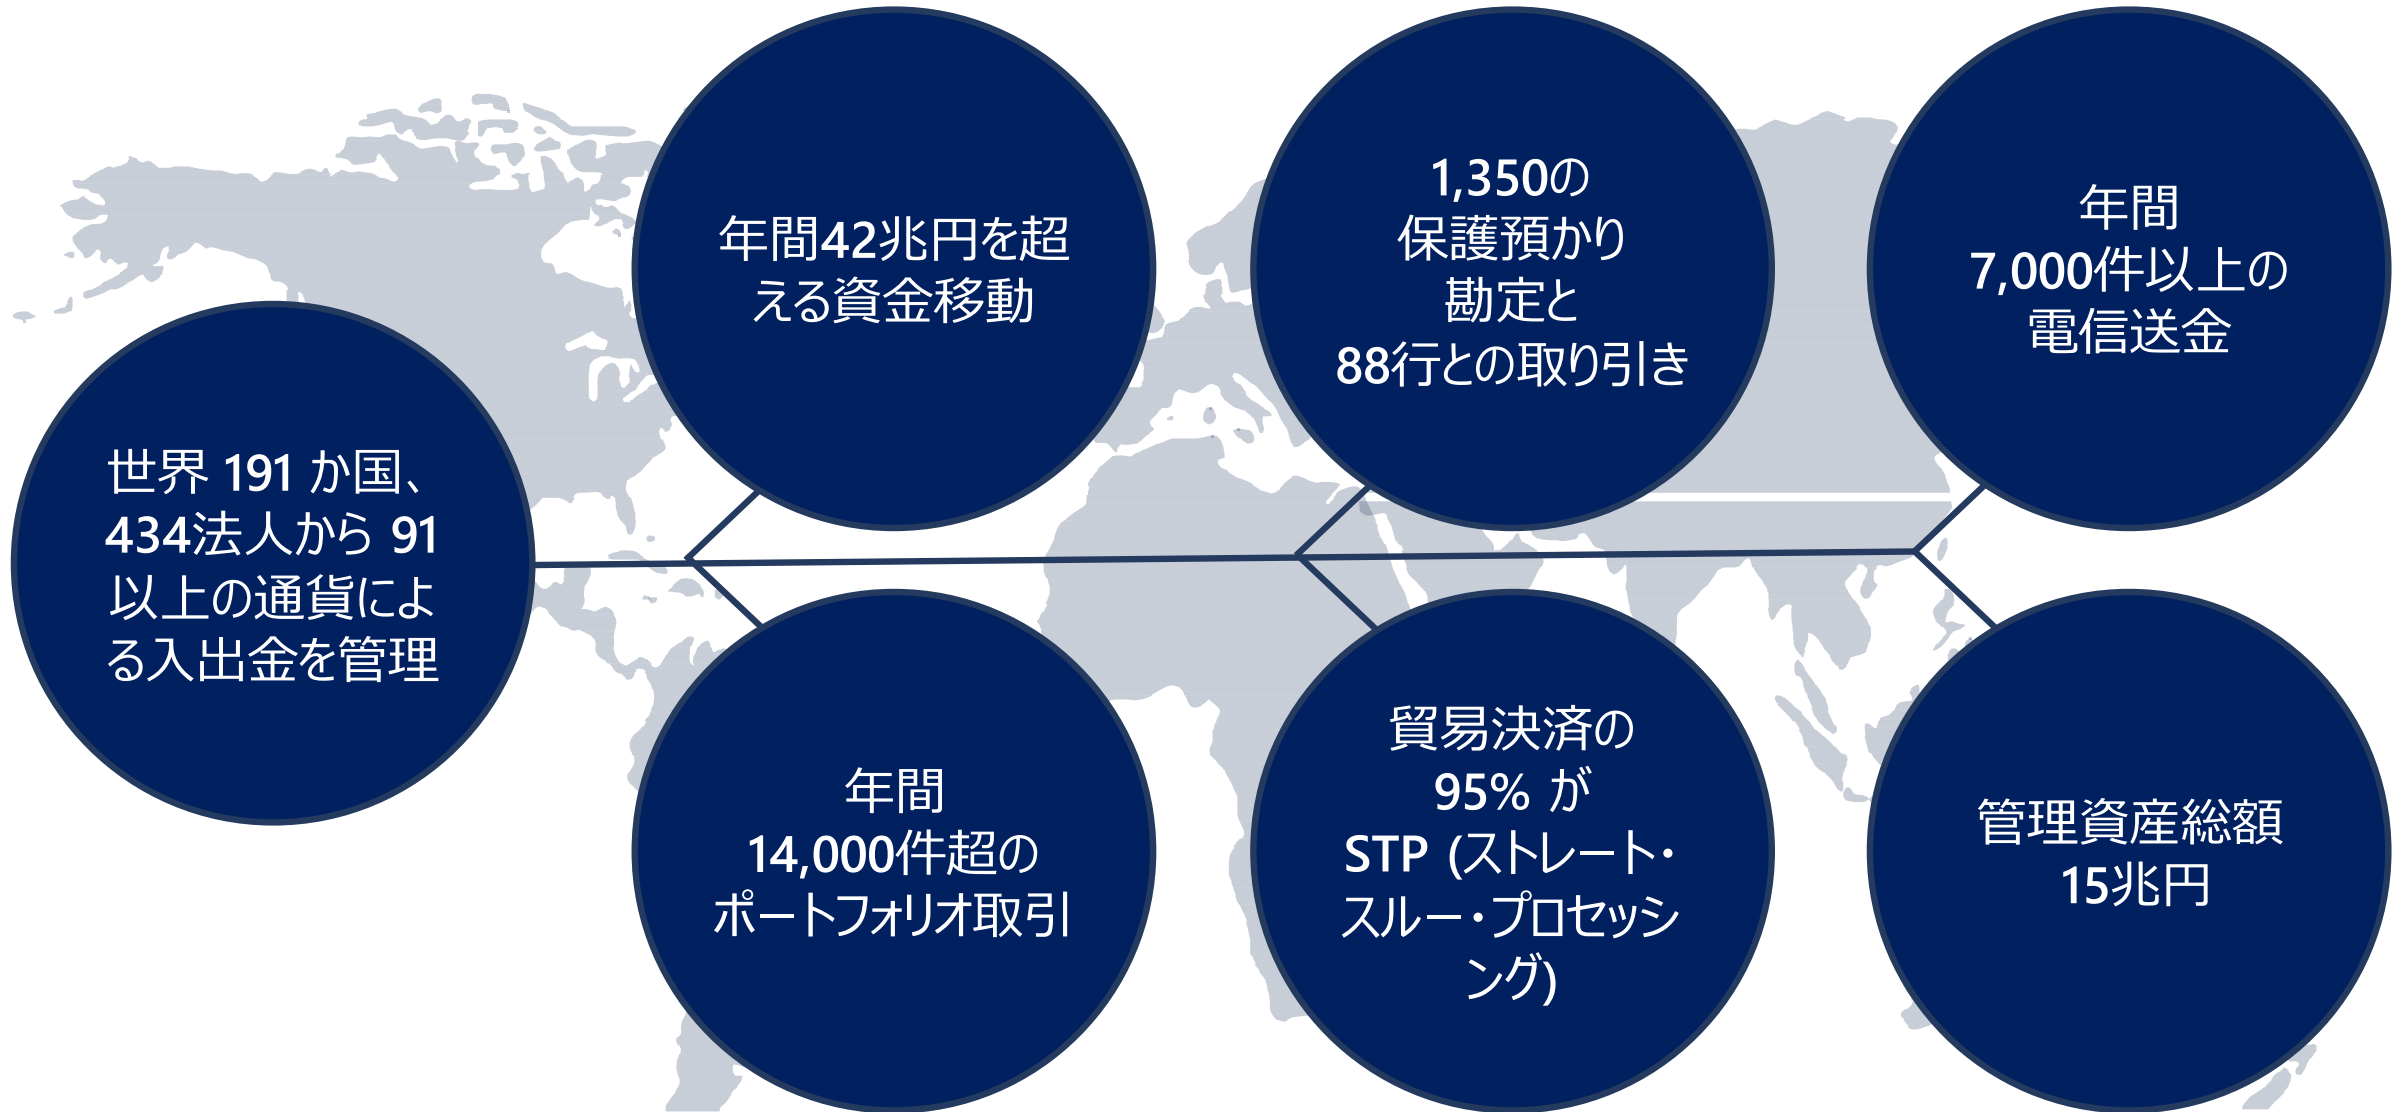 世界 191 か国、
434法人から 91
以上の通貨によ
る入出金を管理
年間42兆円を超
える資金移動
年間
14,000件超の
ポートフォリオ取引
1,350の
保護預かり
勘定と
88行との取り引き
貿易決済の
95% が
STP (ストレート・
スルー・プロセッシ
ング)
年間
7,000件以上の
電信送金
管理資産総額
15兆円